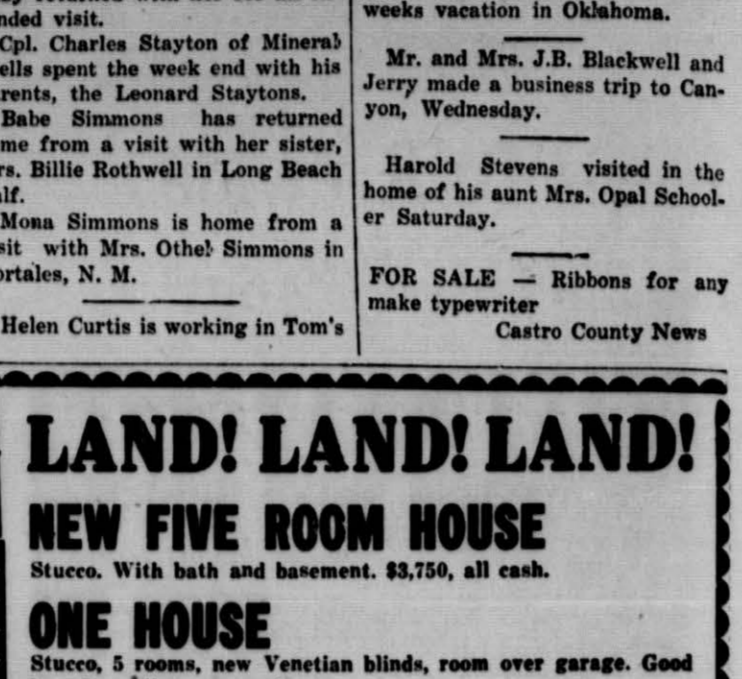 nded visit.
Cpl. Charles Stayton of Mineral
ells spent the week end with his
rents, the Leonard Staytons.
Babe Simmons has returned
me from a visit with her sister,
rs. Billie Rothwell in Long Beach
lif.
Mona Simmons is home from a
sit with Mrs. Othel Simmons in
ortales, N. M.
Helen Curtis is working in Tom's
weeks vacation in Oklahoma.
Mr. and Mrs. J.B. Blackwell and
Jerry made a business trip to Can-
yon, Wednesday.
Harold Stevens visited in the
home of his aunt Mrs. Opal School-
er Saturday.
FOR SALE — Ribbons for any
make typewriter
Castro County News
LAND! LAND! LAND!
NEW FIVE ROOM HOUSE
Stucco. With bath and basement. $3,750, all cash.
ONE HOUSE
Stucco, 5 rooms, new Venetian blinds, room over garage. Good